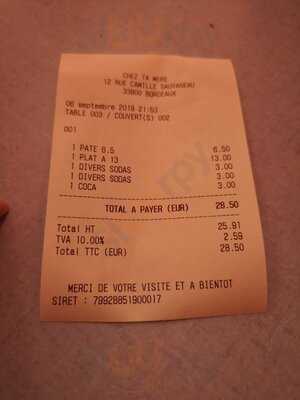 CHEZ TA MERE
12 RUE CAMILLE SAUVAGEAU
33800 BORDEAUX
06 septembre 2019 21:53
TABLE 003 / COUVERT(S) 002
001
1 PATE 6.5 6.50
1 PLAT A 13 13.00
1 DIVERS SODAS 3.00
1 DIVERS SODAS 3.00
1 COCA 3.00
TOTAL A PAYER (EUR) 28.50
Total HT 25.91
TVA 10.00% 2.59
Total TTC (EUR) 28.50
MERCI DE VOTRE VISITE ET A BIENTOT
SIRET : 79928851900017